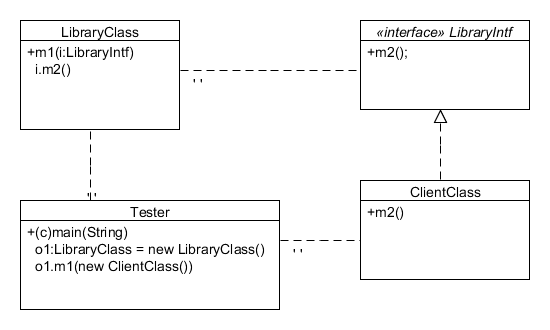 LibraryClass
+m1(i:LibraryIntf)
i.m2()
«interface» LibraryIntf
+m2();
' '
' '
Tester
+(c)main(String)
o1:LibraryClass = new LibraryClass()
o1.m1(new ClientClass())
' '
ClientClass
+m2()